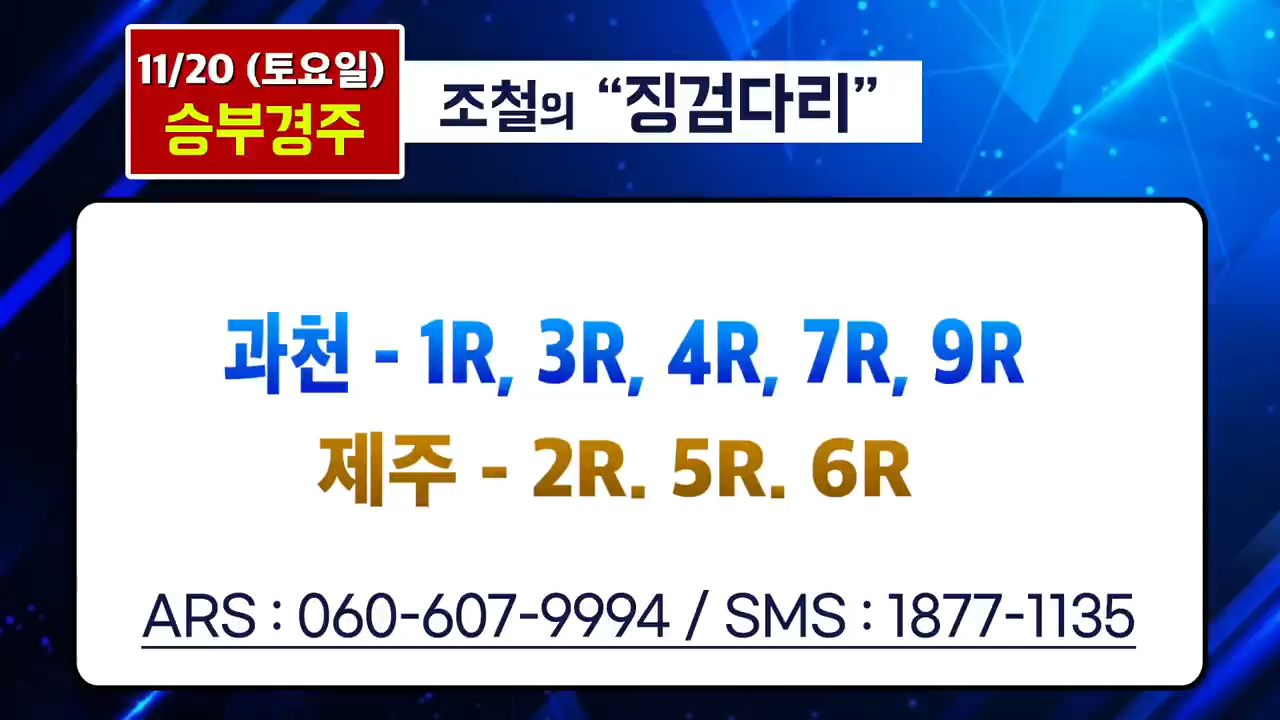 11/20 (토요일)
승부경주
조철의 “징검다리”
과천 - 1R, 3R, 4R, 7R, 9R
제주 - 2R. 5R. 6R
ARS : 060-607-9994 / SMS : 1877-1135